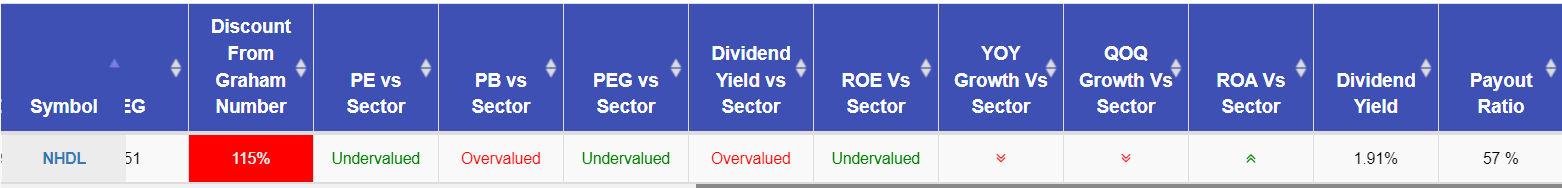 Symbol
EG
Discount
From
Graham
Number
PE vs
Sector
PB vs
Sector
PEG vs
Sector
Dividend
Yield vs
Sector
ROE Vs
Sector
YOY
Growth Vs
Sector
QOQ
Growth Vs
Sector
ROA Vs
Sector
Dividend
Yield
Payout
Ratio
NHDL 51 115% Undervalued Overvalued Undervalued Overvalued Undervalued 1.91% 57 %